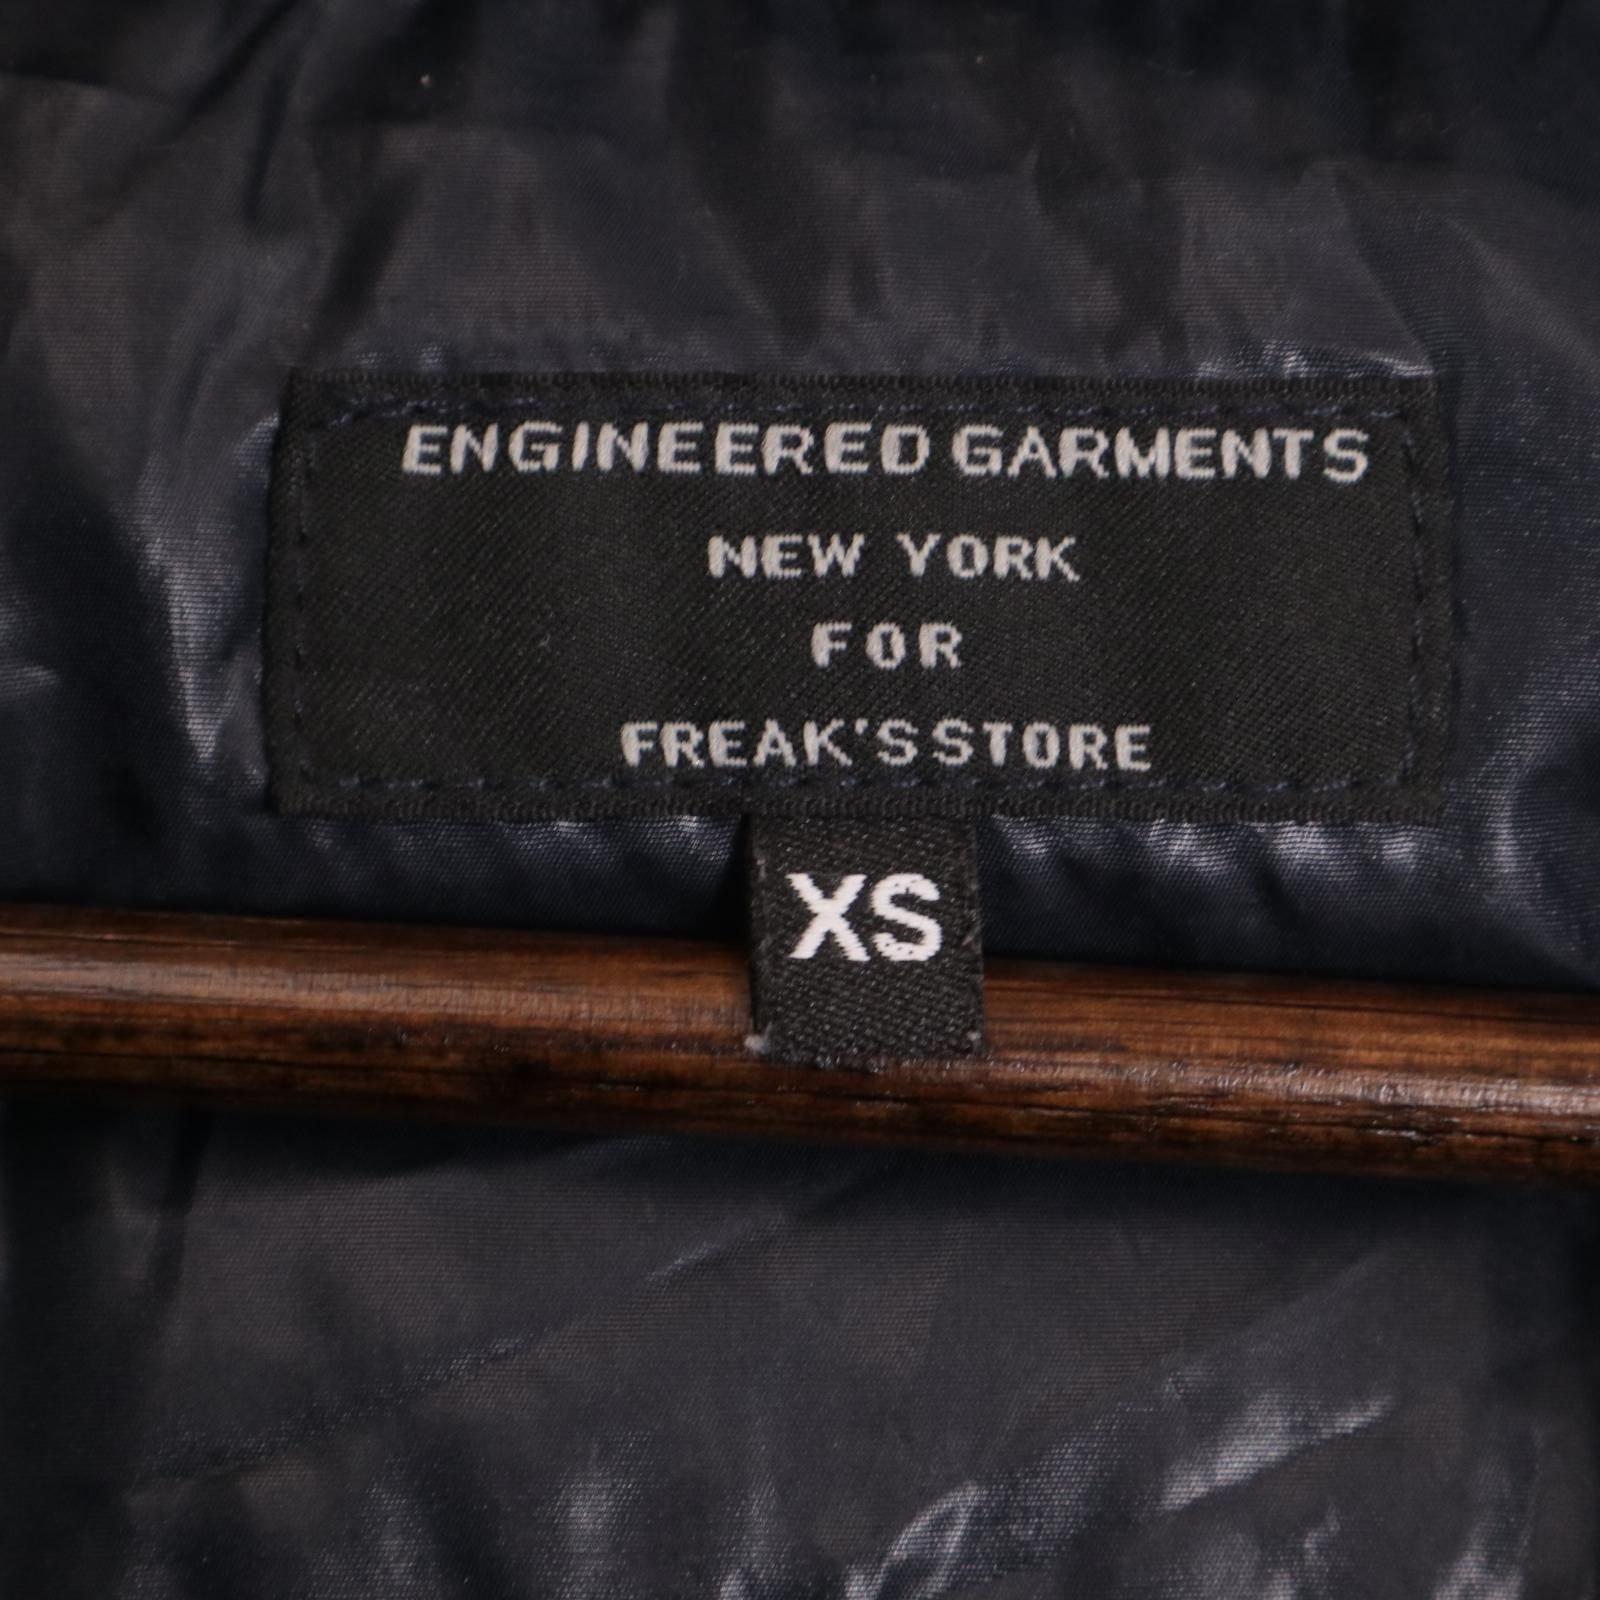 ENGINEERED GARMENTS
NEW YORK
FOR
FREAK'S STORE
XS